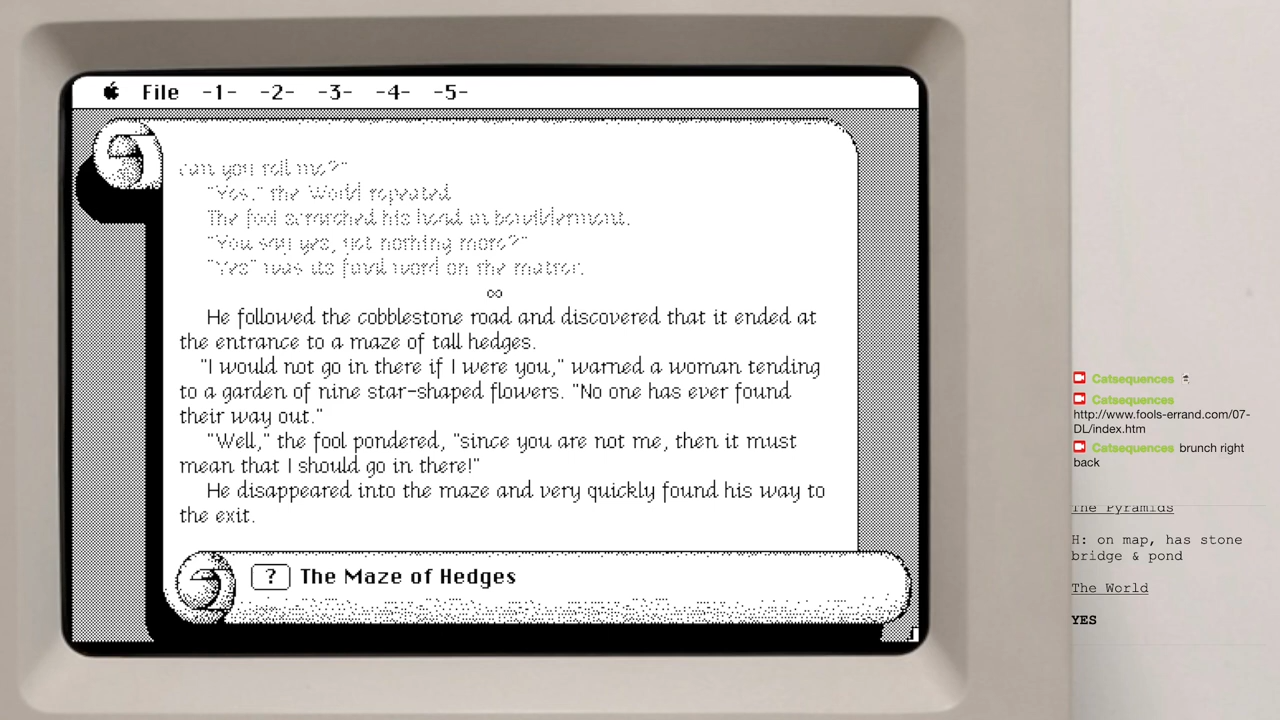 File -1- -2- -3- -4- -5-
can you tell me?"
"Yes." the World repeated.
The fool scratched his head in bewilderment.
"You say yes, yet nothing more?"
"Yes" was its final word on the matter.
∞
He followed the cobblestone road and discovered that it ended at
the entrance to a maze of tall hedges.
"I would not go in there if I were you," warned a woman tending
to a garden of nine star-shaped flowers. "No one has ever found
their way out."
"Well," the fool pondered, "since you are not me, then it must
mean that I should go in there!"
He disappeared into the maze and very quickly found his way to
the exit.
? The Maze of Hedges
Catsequences
Catsequences
http://www.fools-errand.com/07-
DL/index.htm
Catsequences brunch right
back
The Pyramids
H: on map, has stone
bridge & pond
The World
YES